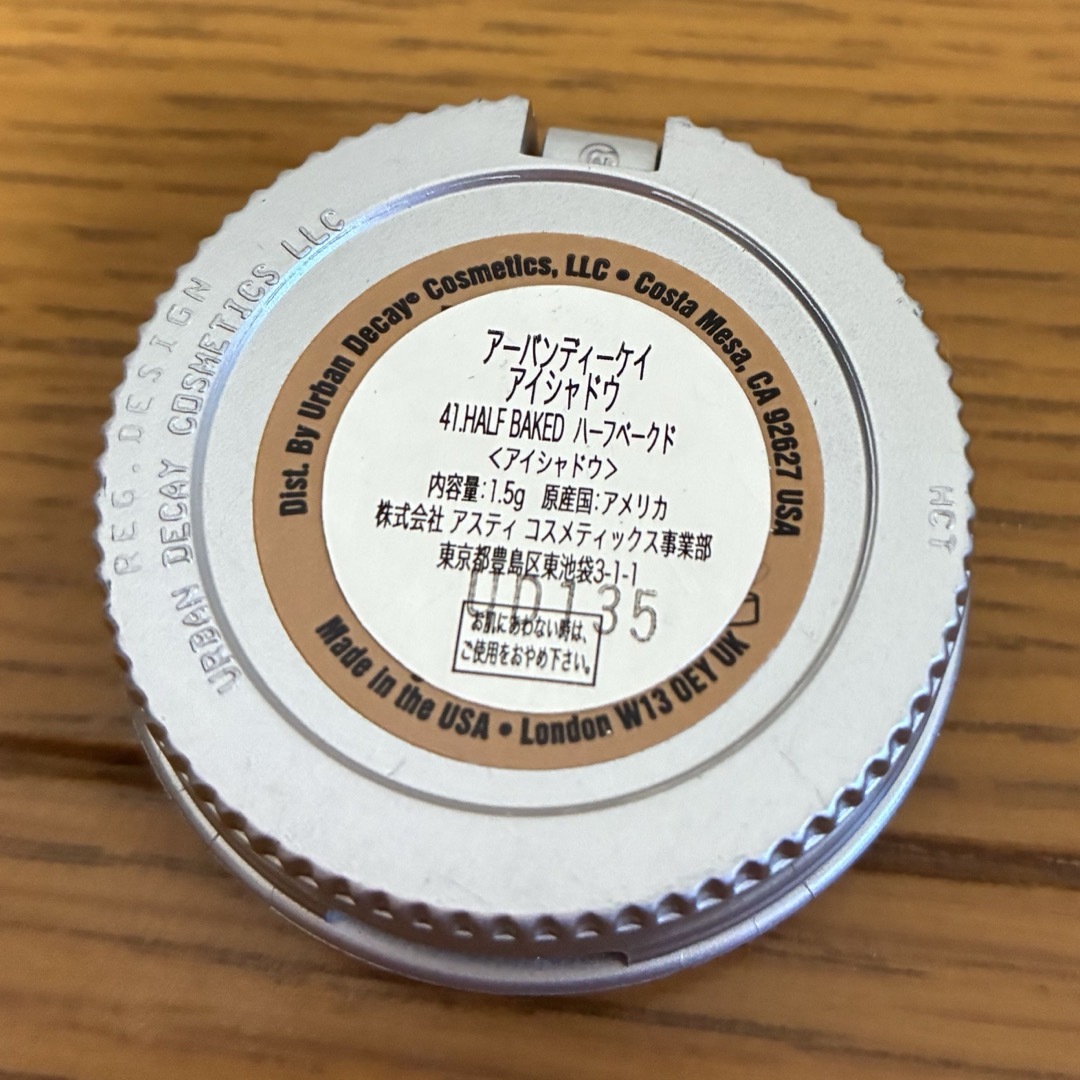 REG. DESIGN
URBAN DECAY COSMETICS LLC
HCT
Dist. By Urban Decay® Cosmetics, LLC • Costa Mesa, CA 92627 USA
Made in the USA • London W13 0EY UK
アーバンディーケイ
アイシャドウ
41.HALF BAKED ハーフベークド
<アイシャドウ>
内容量:1.5g 原産国:アメリカ
株式会社 アスティ コスメティックス事業部
東京都豊島区東池袋3-1-1
お肌にあわない時は、
ご使用をおやめ下さい。